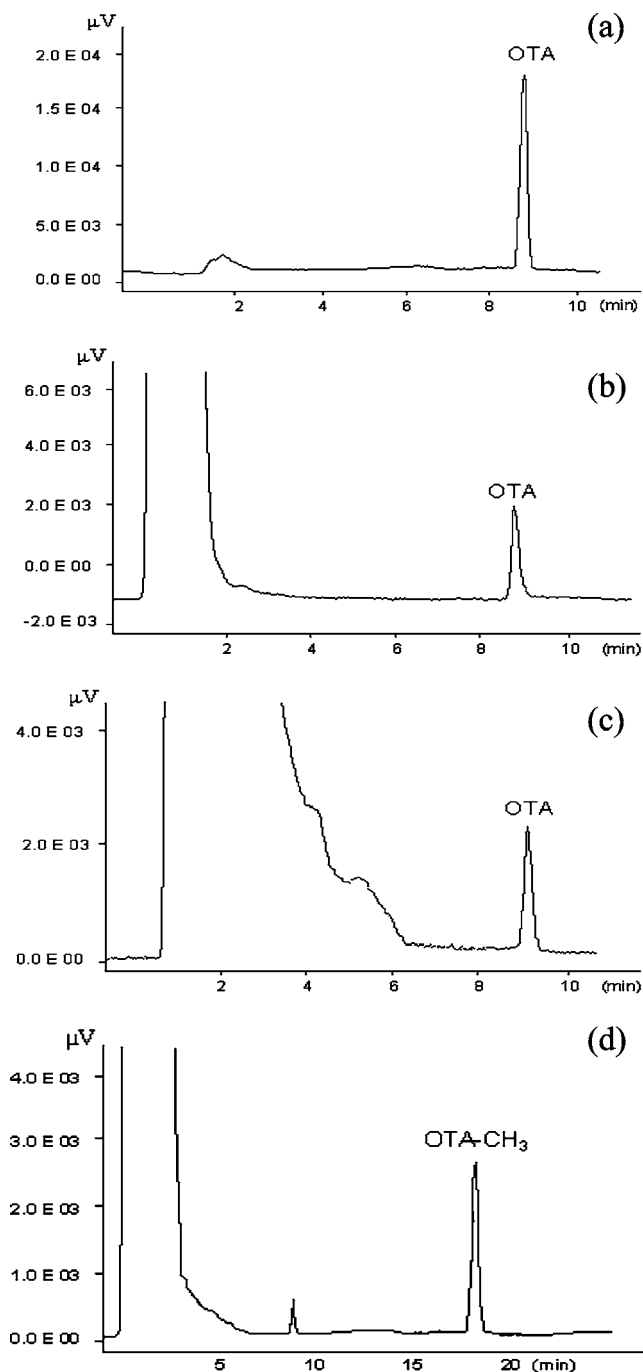 µV
(a)
OTA
2.0 E 04
1.5 E 04
1.0 E 04
5.0 E 03
0.0 E 00
2 4 6 8 10 (min)
µV
(b)
6.0 E 03
4.0 E 03
OTA
2.0 E 03
0.0 E 00
-2.0 E 03
2 4 6 8 10 (min)
µV
(c)
4.0 E 03
OTA
2.0 E 03
0.0 E 00
2 4 6 8 10 (min)
µV
(d)
4.0 E 03
3.0 E 03
OTA-CH₃
2.0 E 03
1.0 E 03
0.0 E 00
5 10 15 20 (min)